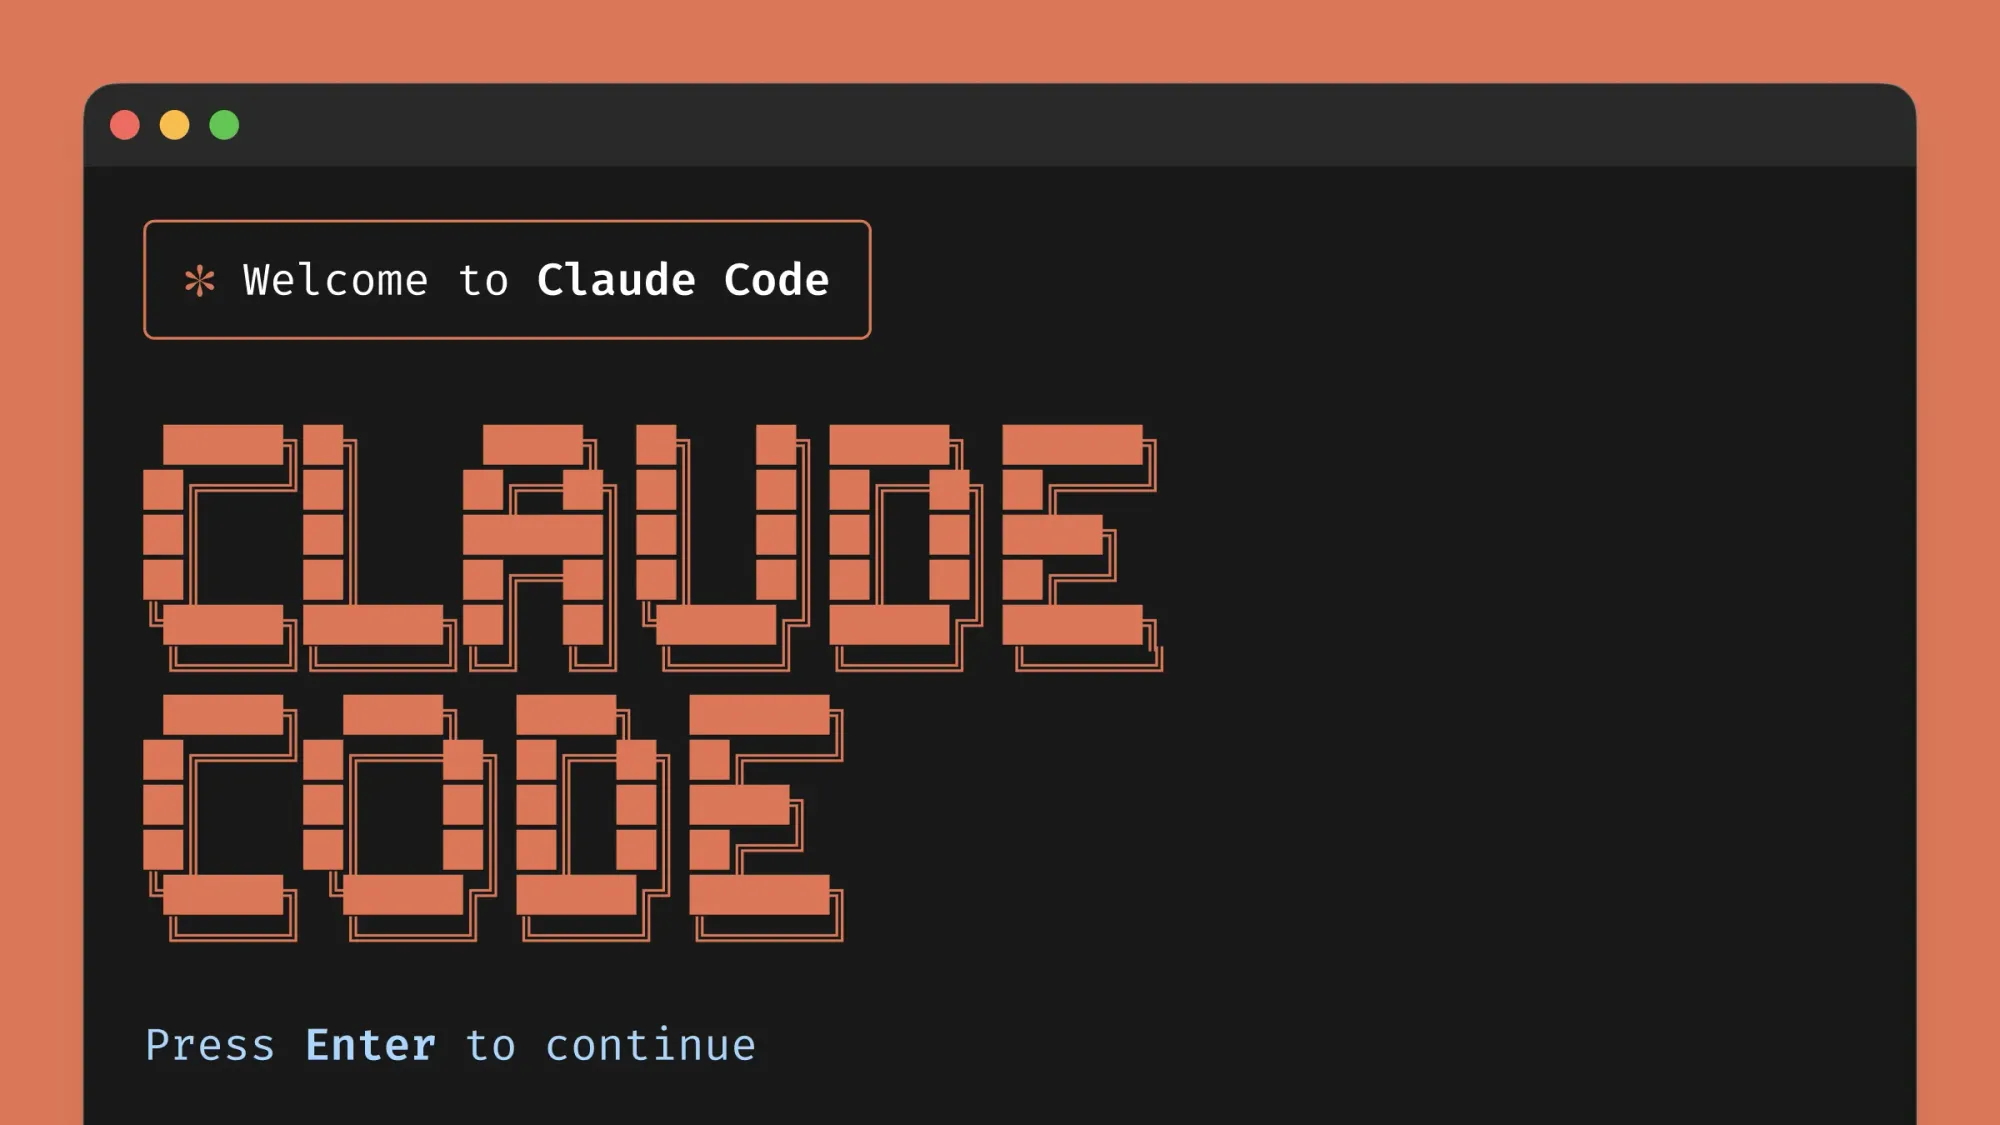 ✻ Welcome to Claude Code
CLAUDE
CODE
Press Enter to continue